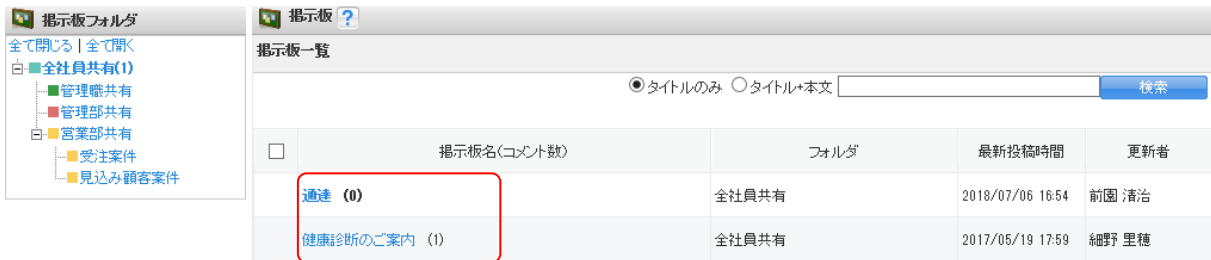 掲示板フォルダ
全て閉じる | 全て開く
全社員共有(1)
管理職共有
管理部共有
営業部共有
受注案件
見込み顧客案件
掲示板 ?
掲示板一覧
タイトルのみ タイトル+本文 検索
掲示板名(コメント数) フォルダ 最新投稿時間 更新者
通達 (0) 全社員共有 2018/07/06 16:54 前園 清治
健康診断のご案内 (1) 全社員共有 2017/05/19 17:59 細野 里穂